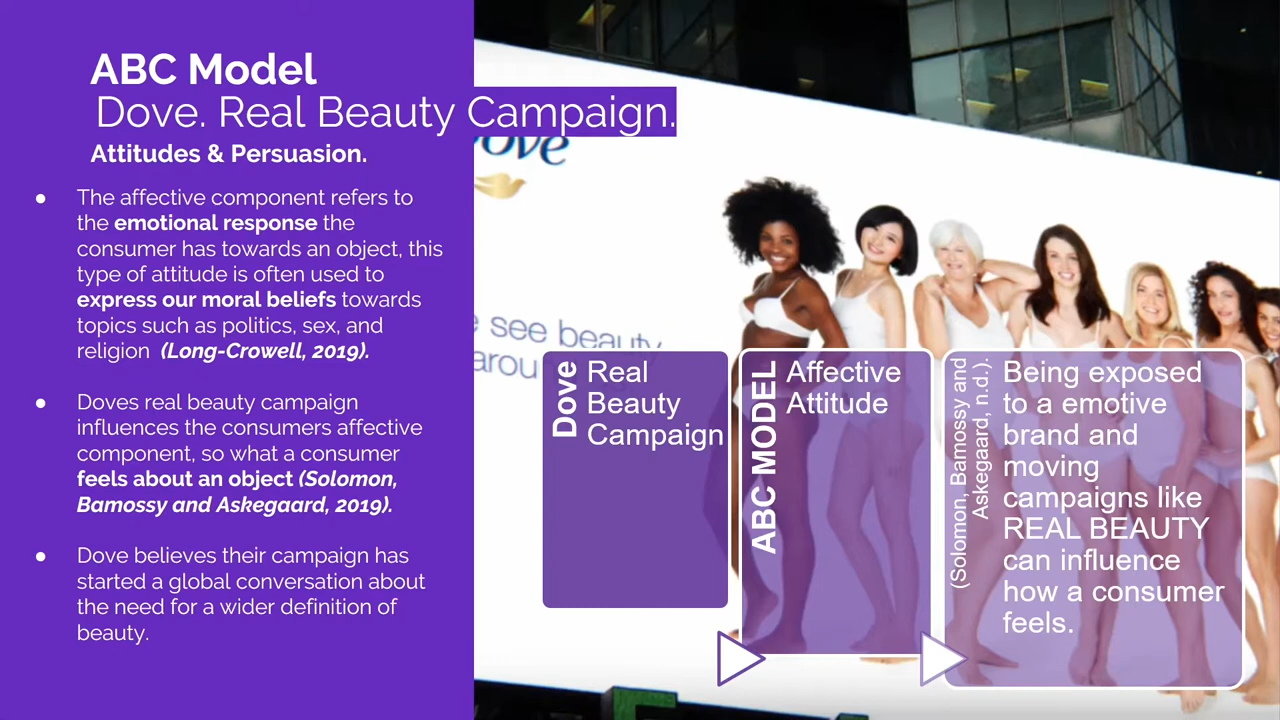 ABC Model
Dove. Real Beauty Campaign.
Attitudes & Persuasion.
● The affective component refers to
the emotional response the
consumer has towards an object, this
type of attitude is often used to
express our moral beliefs towards
topics such as politics, sex, and
religion (Long-Crowell, 2019).
● Doves real beauty campaign
influences the consumers affective
component, so what a consumer
feels about an object (Solomon,
Bamossy and Askegaard, 2019).
● Dove believes their campaign has
started a global conversation about
the need for a wider definition of
beauty.
see beauty
Dove
Real
Beauty
Campaign
ABC MODEL
Affective
Attitude
(Solomon, Bamossy and
Askegaard, n.d.).
Being exposed
to a emotive
brand and
moving
campaigns like
REAL BEAUTY
can influence
how a consumer
feels.